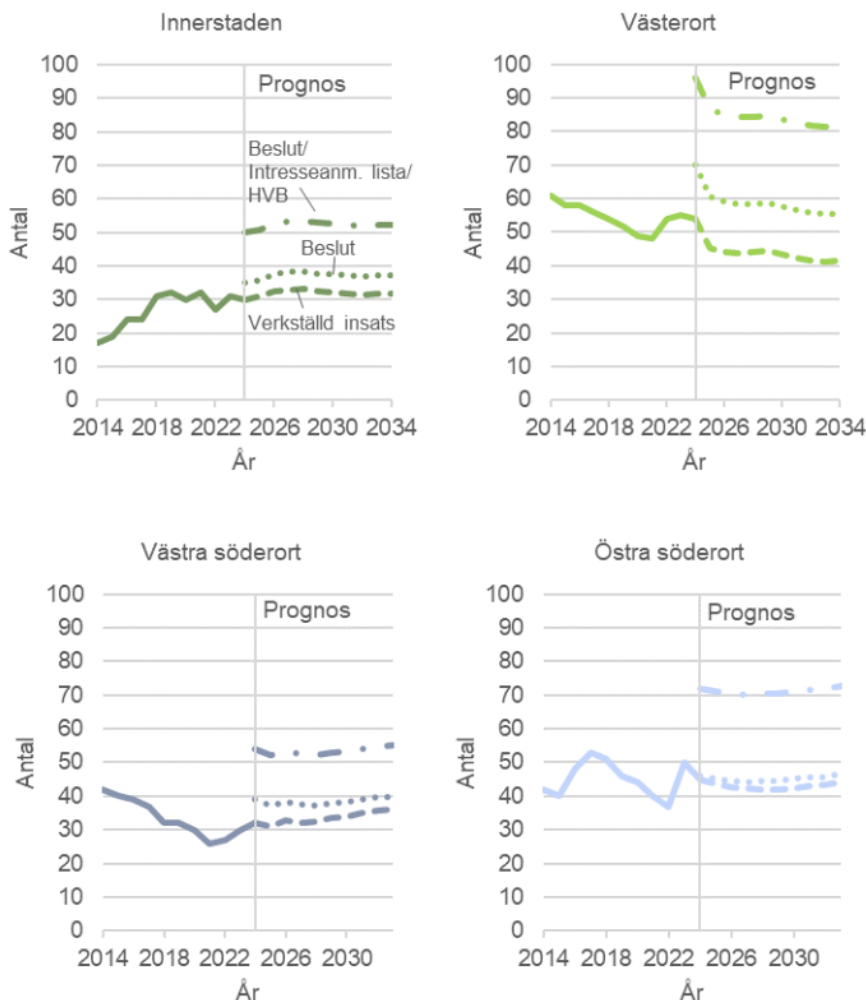 Innerstaden
100
90
80
70
60
50
40
30
20
10
0
Antal
Prognos
Beslut/
Intresseanm. lista/
HVB
Beslut
Verkställd insats
2014 2018 2022 2026 2030 2034
År
Västerort
100
90
80
70
60
50
40
30
20
10
0
Antal
Prognos
2014 2018 2022 2026 2030 2034
År
Västra söderort
100
90
80
70
60
50
40
30
20
10
0
Antal
Prognos
2014 2018 2022 2026 2030
År
Östra söderort
100
90
80
70
60
50
40
30
20
10
0
Antal
Prognos
2014 2018 2022 2026 2030
År